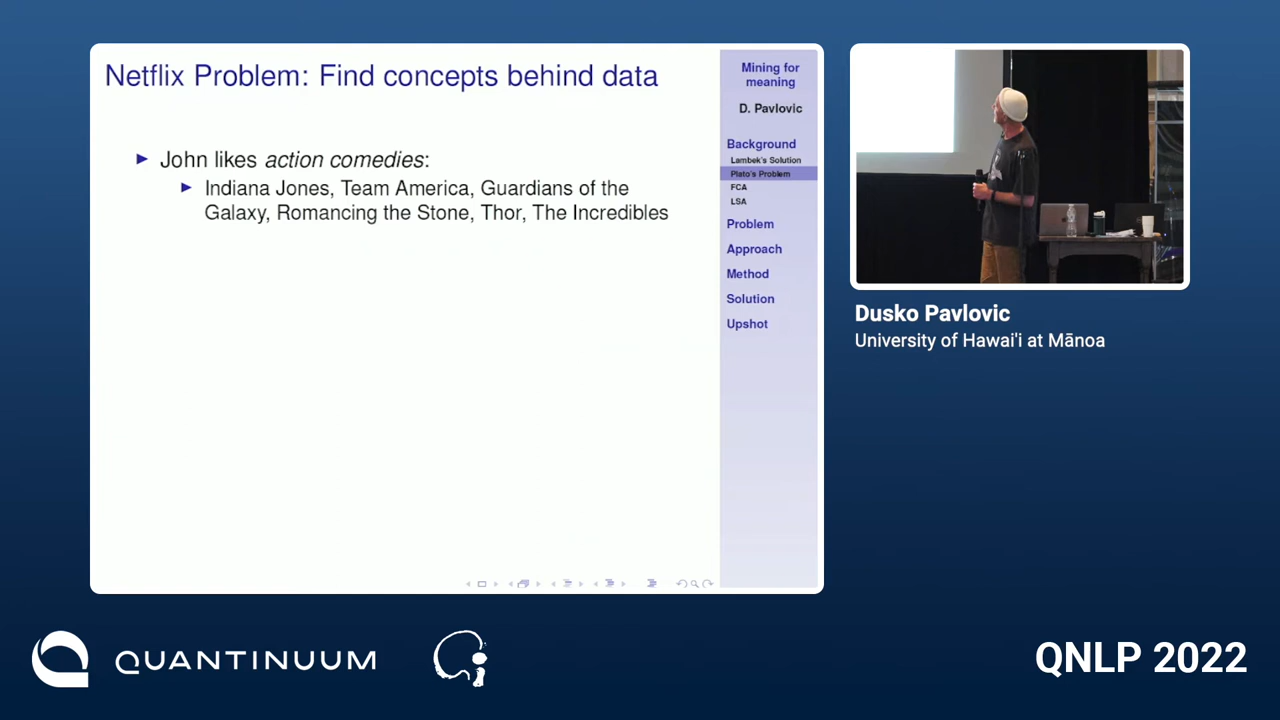 Netflix Problem: Find concepts behind data
John likes action comedies:
Indiana Jones, Team America, Guardians of the
Galaxy, Romancing the Stone, Thor, The Incredibles
Mining for
meaning
D. Pavlovic
Background
Lambek's Solution
Plato's Problem
FCA
LSA
Problem
Approach
Method
Solution
Upshot
Dusko Pavlovic
University of Hawai'i at Mānoa
QUANTINUUM
QNLP 2022